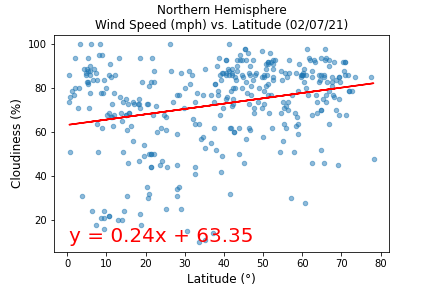 Northern Hemisphere
Wind Speed (mph) vs. Latitude (02/07/21)
100
80
60
40
20
Cloudiness (%)
y = 0.24x + 63.35
0 10 20 30 40 50 60 70 80
Latitude (°)